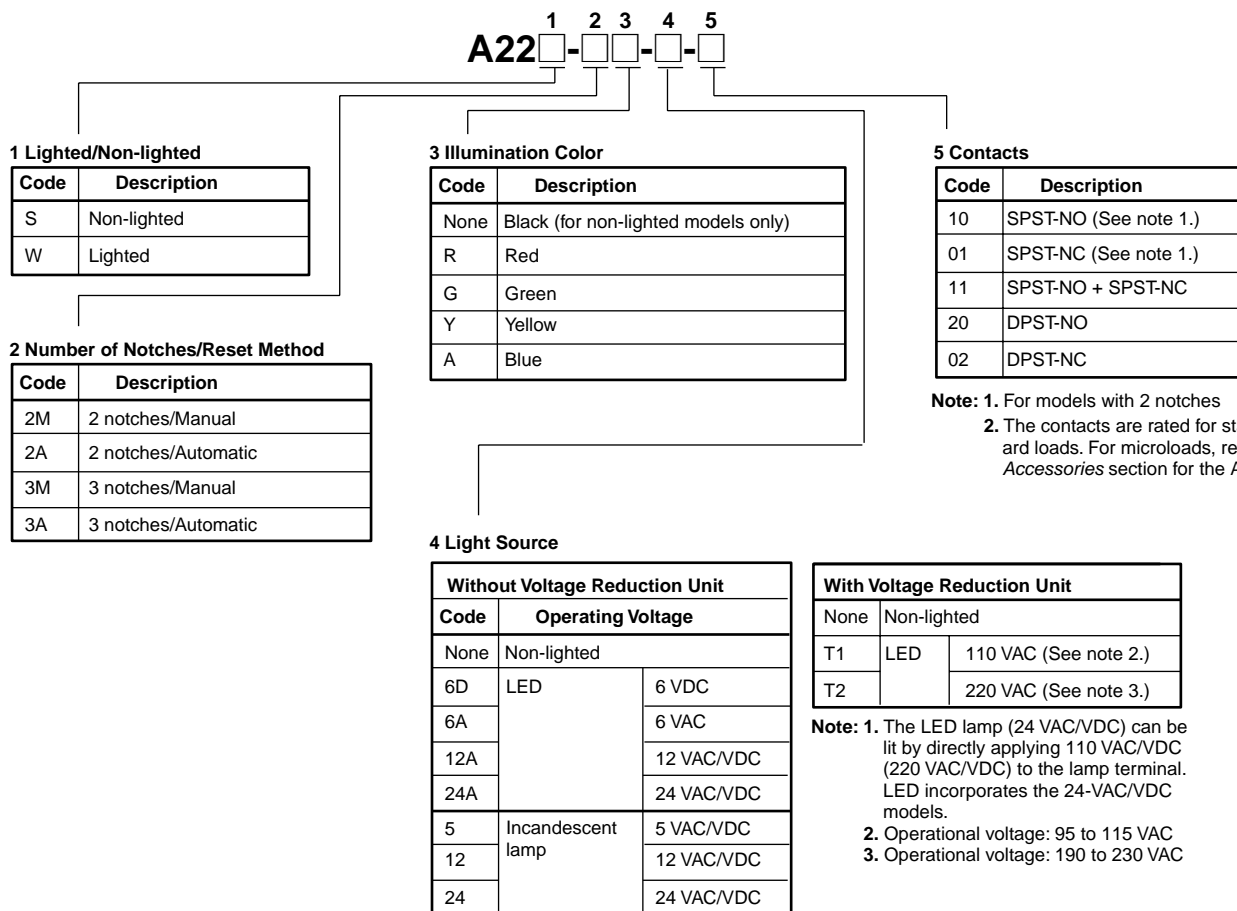 1 2 3 4 5
A22□-□□-□-□
1 Lighted/Non-lighted
Code Description
S Non-lighted
W Lighted
2 Number of Notches/Reset Method
Code Description
2M 2 notches/Manual
2A 2 notches/Automatic
3M 3 notches/Manual
3A 3 notches/Automatic
3 Illumination Color
Code Description
None Black (for non-lighted models only)
R Red
G Green
Y Yellow
A Blue
5 Contacts
Code Description
10 SPST-NO (See note 1.)
01 SPST-NC (See note 1.)
11 SPST-NO + SPST-NC
20 DPST-NO
02 DPST-NC
Note: 1. For models with 2 notches
2. The contacts are rated for st
ard loads. For microloads, re
Accessories section for the A
4 Light Source
Without Voltage Reduction Unit
Code Operating Voltage
None Non-lighted
6D LED 6 VDC
6A 6 VAC
12A 12 VAC/VDC
24A 24 VAC/VDC
5 Incandescent lamp 5 VAC/VDC
12 12 VAC/VDC
24 24 VAC/VDC
With Voltage Reduction Unit
None Non-lighted
T1 LED 110 VAC (See note 2.)
T2 220 VAC (See note 3.)
Note: 1. The LED lamp (24 VAC/VDC) can be
lit by directly applying 110 VAC/VDC
(220 VAC/VDC) to the lamp terminal.
LED incorporates the 24-VAC/VDC
models.
2. Operational voltage: 95 to 115 VAC
3. Operational voltage: 190 to 230 VAC